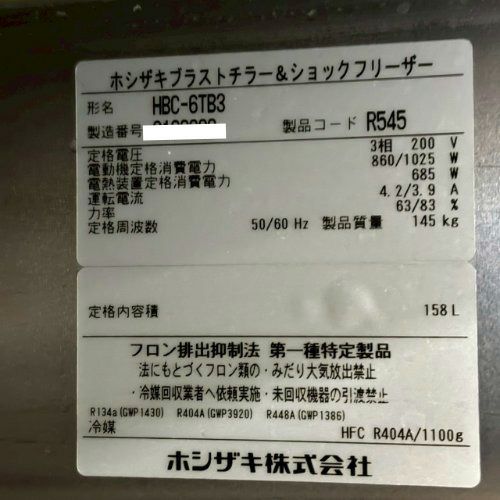 ホシザキブラストチラー&ショックフリーザー
形名 HBC-6TB3
製造番号
製品コード R545
定格電圧 3相 200 V
電動機定格消費電力 860/1025 W
電熱装置定格消費電力 685 W
運転電流 4.2/3.9 A
力率 63/83 %
定格周波数 50/60 Hz 製品質量 145 kg
定格内容積 158 L
フロン排出抑制法 第一種特定製品
法にもとづくフロン類の・みだり大気放出禁止
・冷媒回収業者へ依頼実施・未回収機器の引渡禁止
R134a(GWP1430) R404A(GWP3920) R448A(GWP1386)
冷媒 HFC R404A/1100g
ホシザキ株式会社